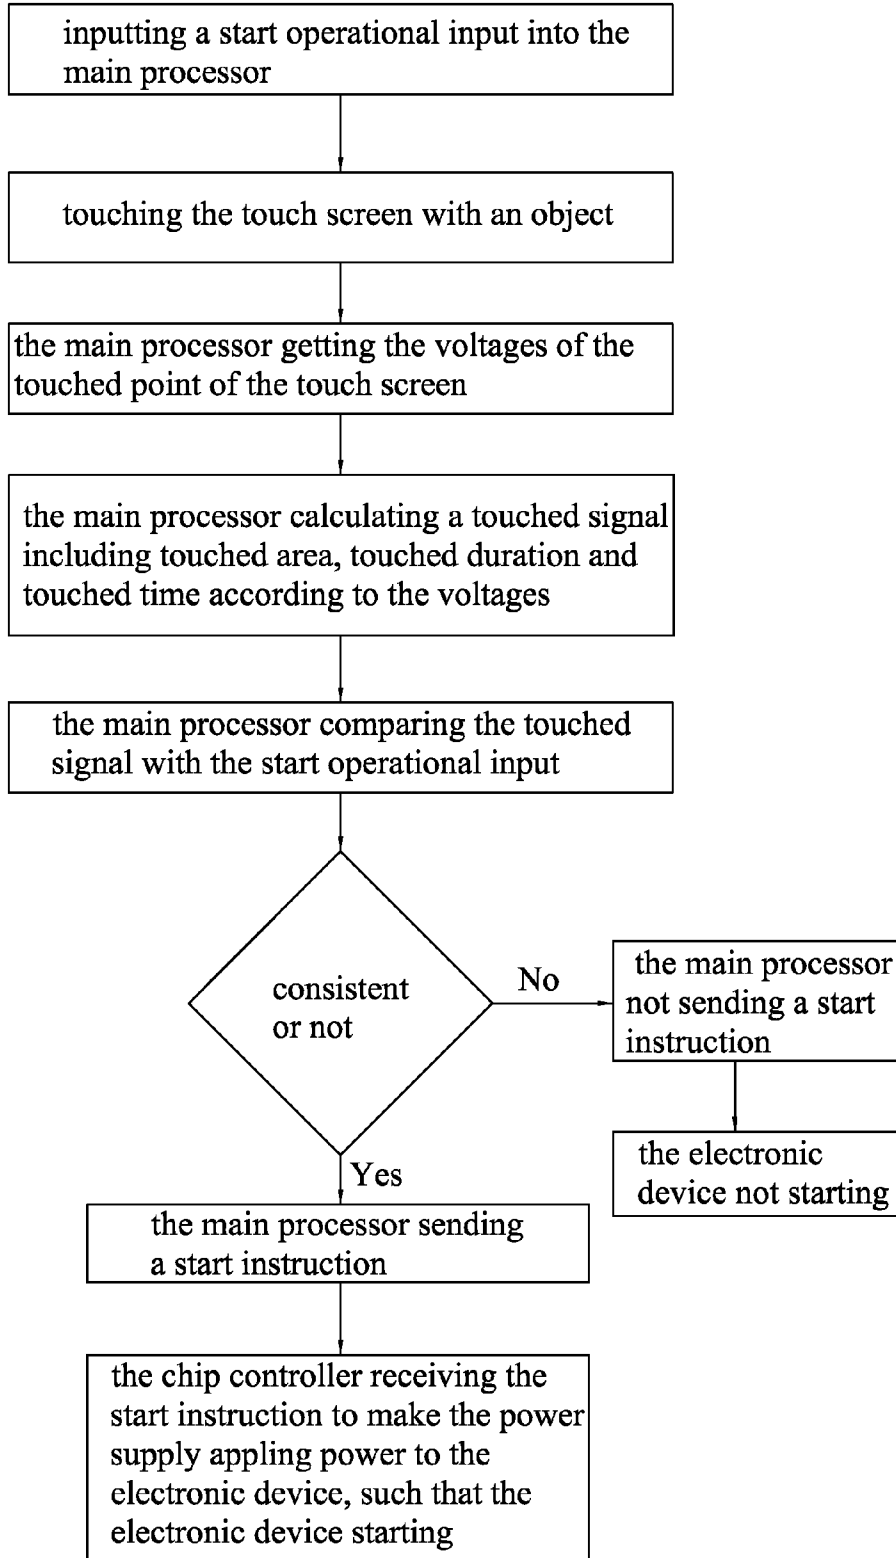 inputting a start operational input into the
main processor
touching the touch screen with an object
the main processor getting the voltages of the
touched point of the touch screen
the main processor calculating a touched signal
including touched area, touched duration and
touched time according to the voltages
the main processor comparing the touched
signal with the start operational input
consistent
or not
No
the main processor
not sending a start
instruction
the electronic
device not starting
Yes
the main processor sending
a start instruction
the chip controller receiving the
start instruction to make the power
supply appling power to the
electronic device, such that the
electronic device starting